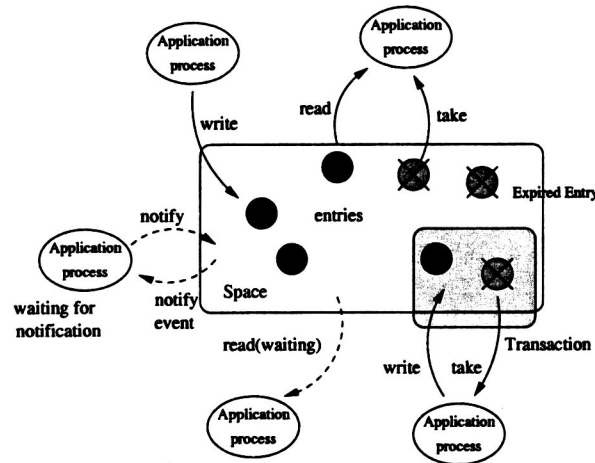 Application
process
Application
process
read
take
write
Expired Entry
entries
notify
Application
process
notify
event
Space
waiting for
notification
read(waiting)
Transaction
write
take
Application
process
Application
process